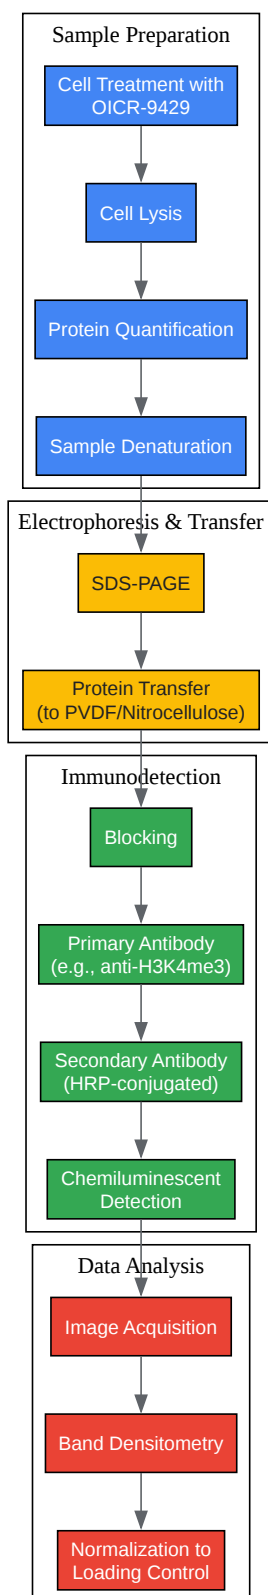 Sample Preparation
Cell Treatment with
OICR-9429
Cell Lysis
Protein Quantification
Sample Denaturation
Electrophoresis & Transfer
SDS-PAGE
Protein Transfer
(to PVDF/Nitrocellulose)
Immunodetection
Blocking
Primary Antibody
(e.g., anti-H3K4me3)
Secondary Antibody
(HRP-conjugated)
Chemiluminescent
Detection
Data Analysis
Image Acquisition
Band Densitometry
Normalization to
Loading Control